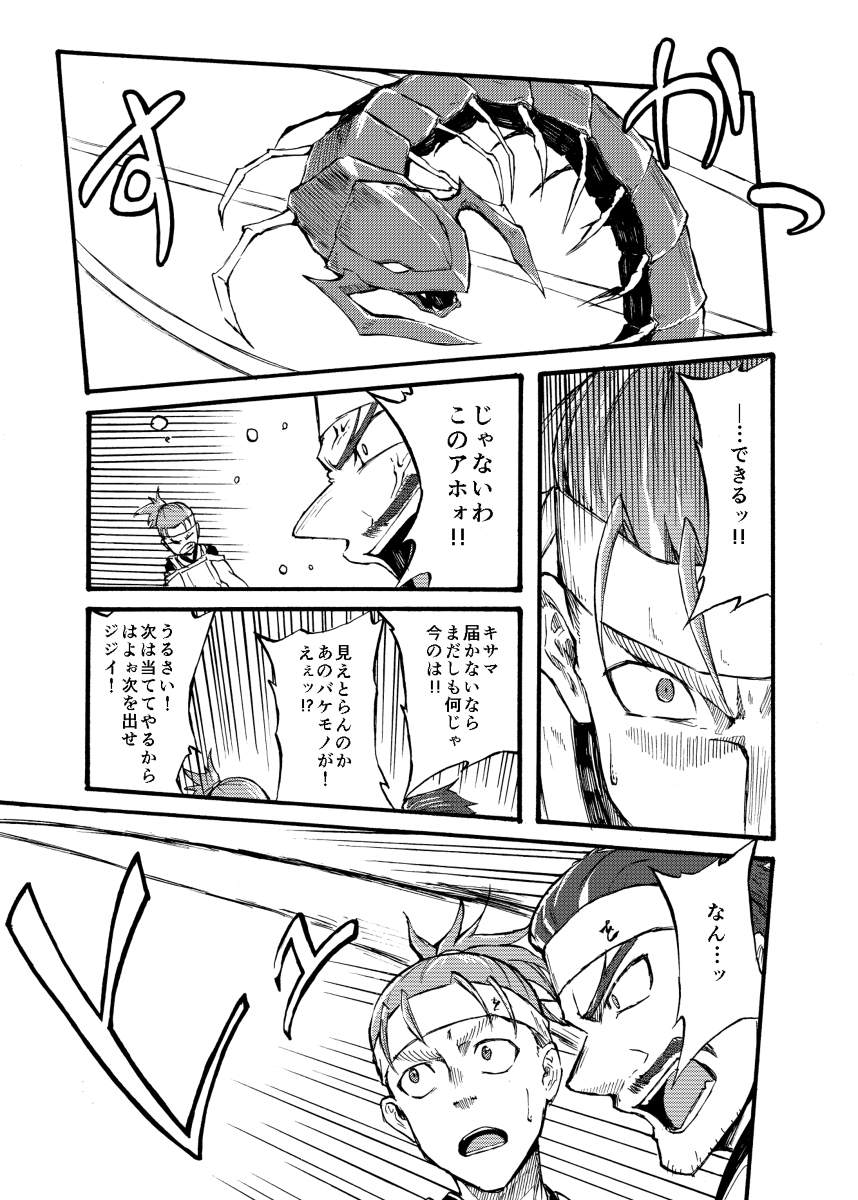 すかっ
―…できるッ!!
じゃないわ
このアホォ!!
キサマ
届かないなら
まだしも何じゃ
今のは!!
見えとらんのか
あのバケモノが！
えぇッ!?
うるさい！
次は当ててやるから
はよぉ次を出せ
ジジイ！
なん…ッ
ヒュ